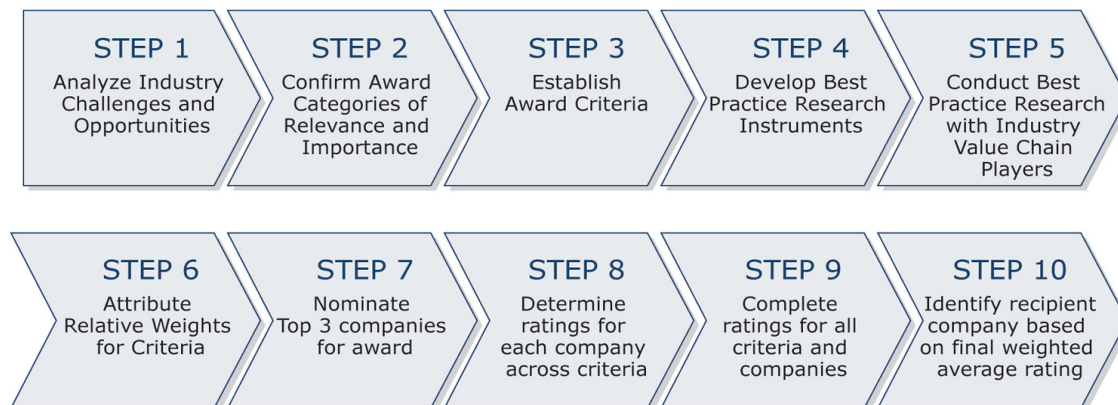 STEP 1
Analyze Industry
Challenges and
Opportunities
STEP 2
Confirm Award
Categories of
Relevance and
Importance
STEP 3
Establish
Award Criteria
STEP 4
Develop Best
Practice Research
Instruments
STEP 5
Conduct Best
Practice Research
with Industry
Value Chain
Players
STEP 6
Attribute
Relative Weights
for Criteria
STEP 7
Nominate
Top 3 companies
for award
STEP 8
Determine
ratings for
each company
across criteria
STEP 9
Complete
ratings for all
criteria and
companies
STEP 10
Identify recipient
company based
on final weighted
average rating